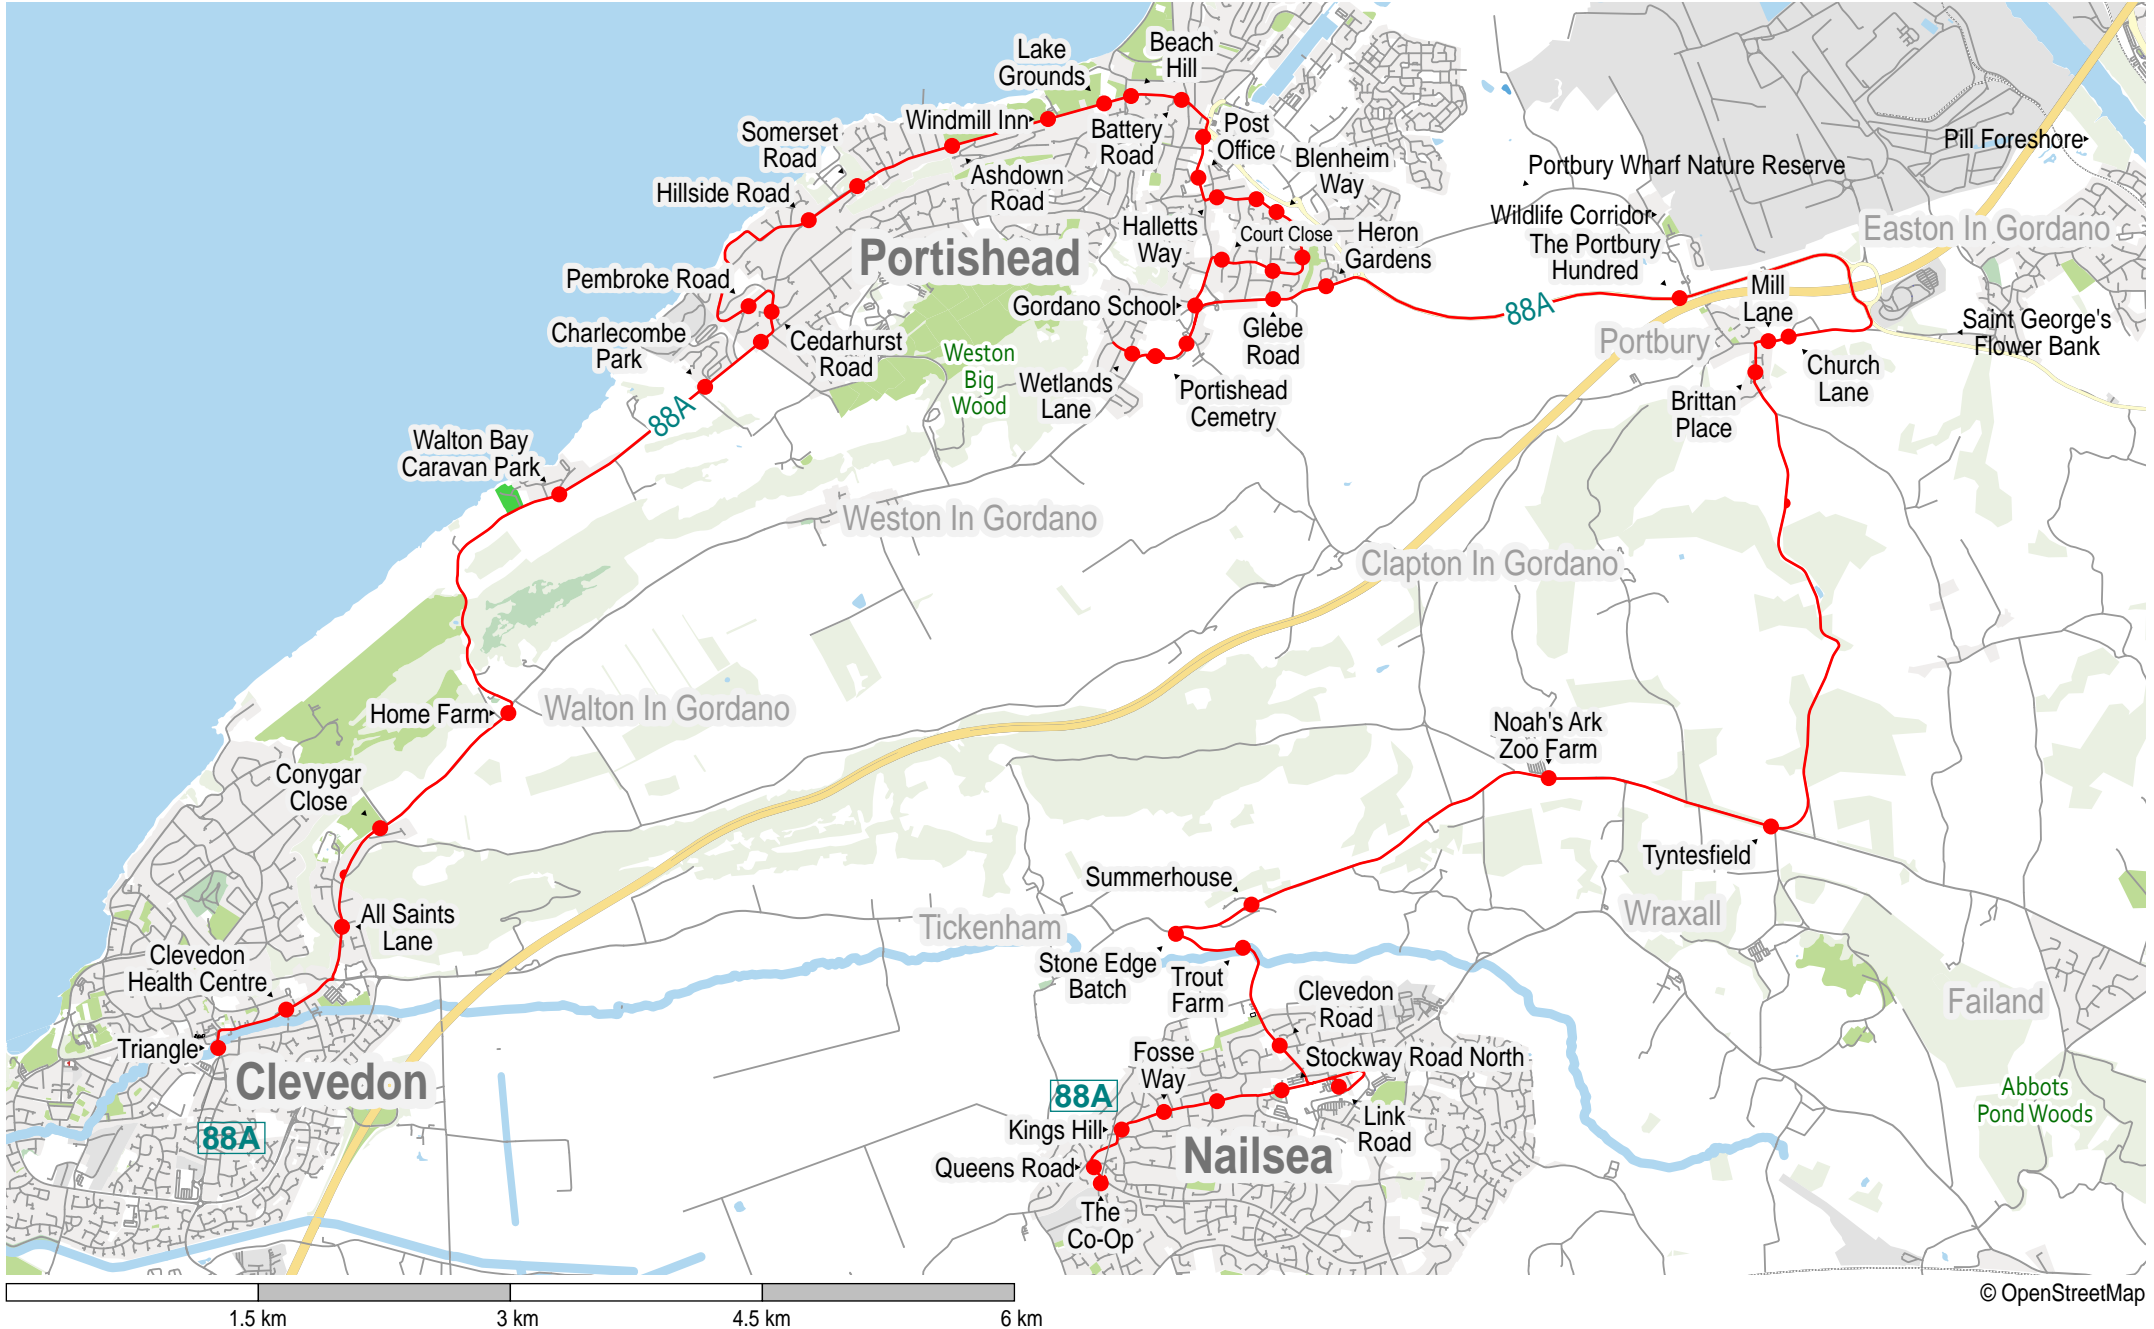 Lake
Grounds
Beach
Hill
Windmill Inn
Somerset
Road
Battery
Road
Post
Office
Blenheim
Way
Pill Foreshore
Portbury Wharf Nature Reserve
Hillside Road
Ashdown
Road
Halletts
Way
Court Close
Heron
Gardens
Wildlife Corridor
The Portbury
Hundred
Easton In Gordano
Portishead
Pembroke Road
Gordano School
88A
Mill
Lane
Charlecombe
Park
Cedarhurst
Road
Weston
Big
Wood
Glebe
Road
Portbury
Saint George's
Flower Bank
Church
Lane
Wetlands
Lane
Portishead
Cemetry
Brittan
Place
88A
Walton Bay
Caravan Park
Weston In Gordano
Clapton In Gordano
Home Farm
Walton In Gordano
Noah's Ark
Zoo Farm
Conygar
Close
Tyntesfield
Summerhouse
All Saints
Lane
Tickenham
Wraxall
Clevedon
Health Centre
Stone Edge
Batch
Trout
Farm
Clevedon
Road
Failand
Triangle
Clevedon
Fosse
Way
Stockway Road North
88A
88A
Kings Hill
Link
Road
Abbots
Pond Woods
Queens Road
Nailsea
The
Co-Op
© OpenStreetMap
1.5 km
3 km
4.5 km
6 km